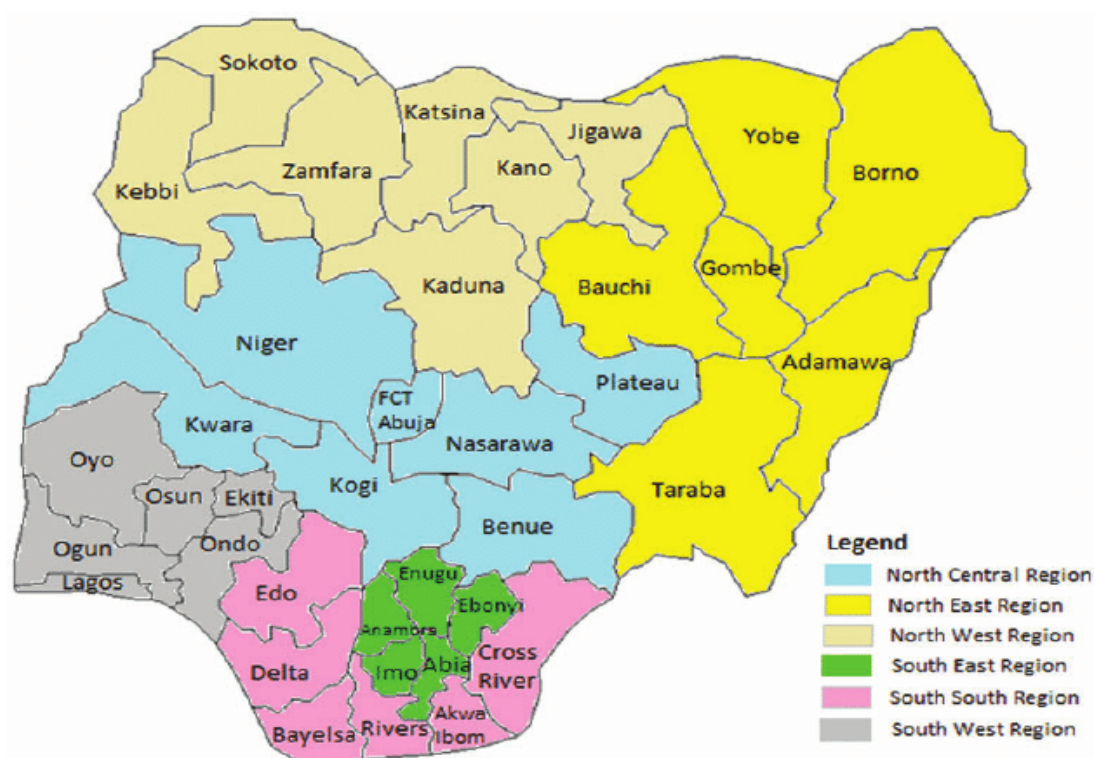 Sokoto
Katsina
Jigawa
Yobe
Zamfara
Kano
Borno
Kebbi
Gombe
Kaduna
Bauchi
Niger
Adamawa
Plateau
FCT
Abuja
Kwara
Nasarawa
Oyo
Kogi
Taraba
Osun
Ekiti
Benue
Ogun
Ondo
Legend
Lagos
Enugu
North Central Region
Edo
Ebonyi
North East Region
Anambrs
North West Region
Delta
Imo
Abia
Cross
River
South East Region
South South Region
Bayelsa
Rivers
Akwa
Ibom
South West Region